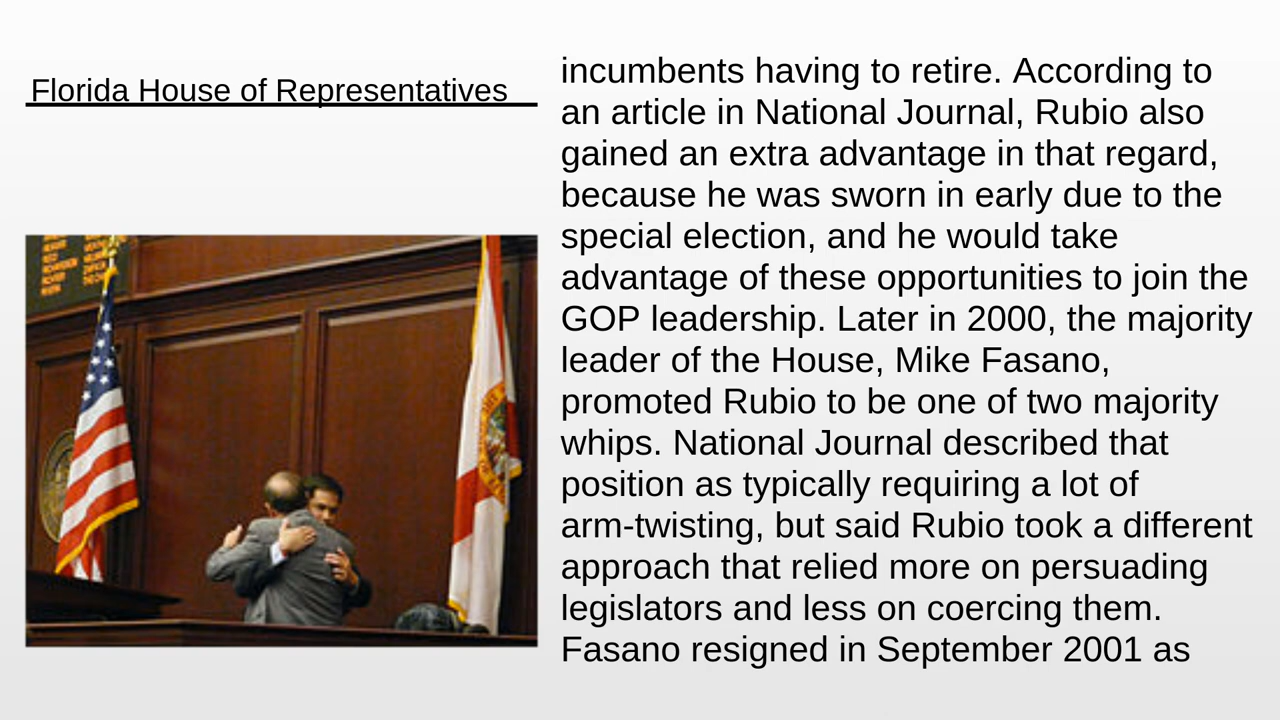 Florida House of Representatives
incumbents having to retire. According to
an article in National Journal, Rubio also
gained an extra advantage in that regard,
because he was sworn in early due to the
special election, and he would take
advantage of these opportunities to join the
GOP leadership. Later in 2000, the majority
leader of the House, Mike Fasano,
promoted Rubio to be one of two majority
whips. National Journal described that
position as typically requiring a lot of
arm-twisting, but said Rubio took a different
approach that relied more on persuading
legislators and less on coercing them.
Fasano resigned in September 2001 as